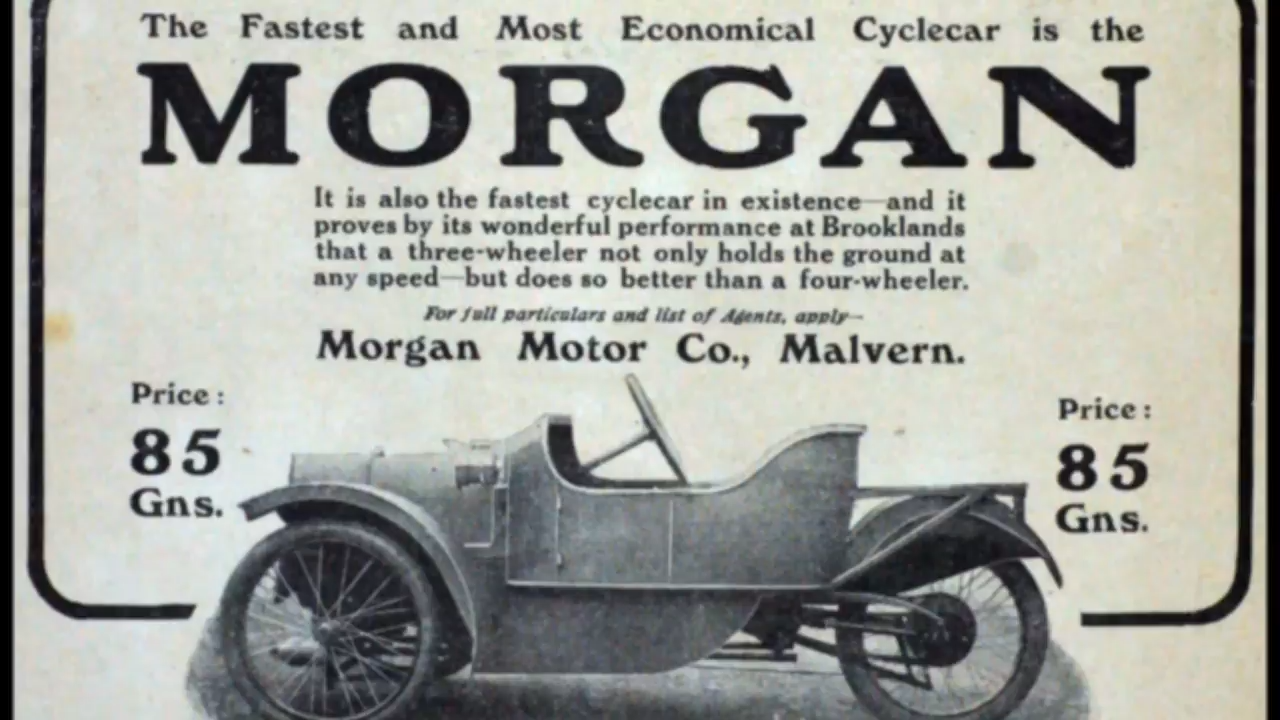 The Fastest and Most Economical Cyclecar is the
MORGAN
It is also the fastest cyclecar in existence—and it
proves by its wonderful performance at Brooklands
that a three-wheeler not only holds the ground at
any speed—but does so better than a four-wheeler.
For full particulars and list of Agents, apply—
Morgan Motor Co., Malvern.
Price :
85
Gns.
Price :
85
Gns.